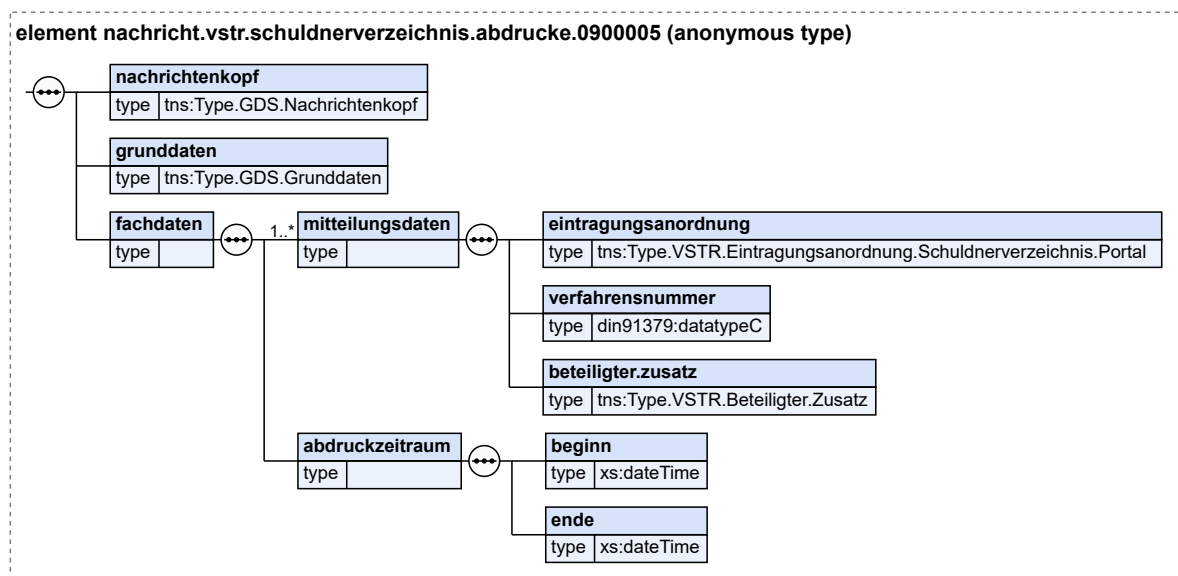 element nachricht.vstr.schuldnerverzeichnis.abdrucke.0900005 (anonymous type)
nachrichtenkopf
type tns:Type.GDS.Nachrichtenkopf
grunddaten
type tns:Type.GDS.Grunddaten
fachdaten
type
1..*
mitteilungsdaten
type
eintragungsanordnung
type tns:Type.VSTR.Eintragungsanordnung.Schuldnerverzeichnis.Portal
verfahrensnummer
type din91379:datatypeC
beteiligter.zusatz
type tns:Type.VSTR.Beteiligter.Zusatz
abdruckzeitraum
type
beginn
type xs:dateTime
ende
type xs:dateTime